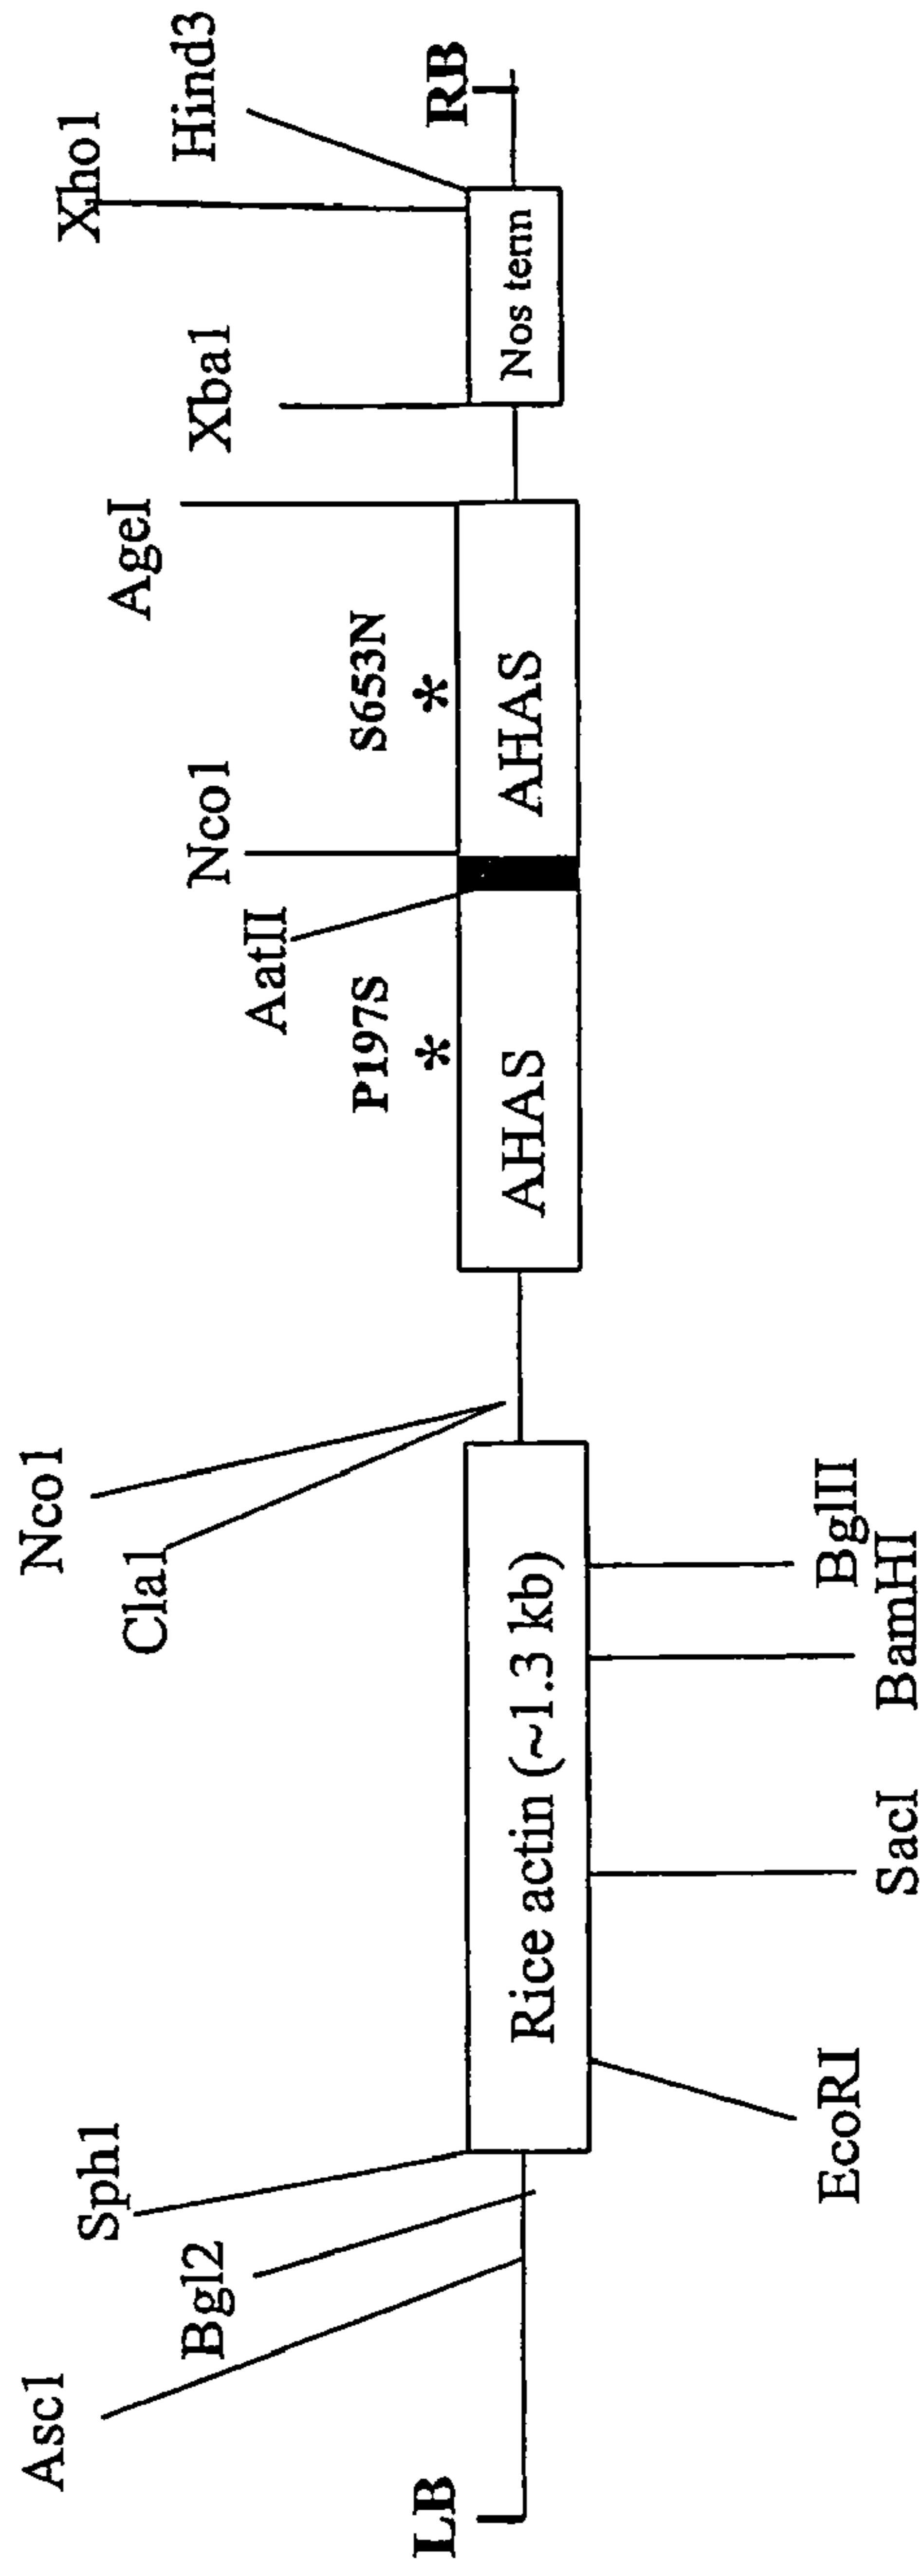 Asc1
Bgl2
Sph1
Cla1
Nco1
AatII
Nco1
AgeI
Xba1
Xho1
Hind3
P197S
*
S653N
*
LB
Rice actin (~1.3 kb)
AHAS
AHAS
Nos term
RB
EcoRI
SacI
BamHI
BglII